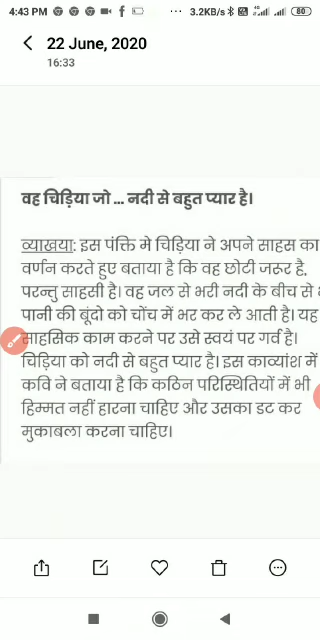 4:43 PM ... 3.2KB/s 80
22 June, 2020
16:33
वह चिड़िया जो ... नदी से बहुत प्यार है।
व्याखया: इस पंक्ति मे चिड़िया ने अपने साहस का
वर्णन करते हुए बताया है कि वह छोटी जरूर है,
परन्तु साहसी है। वह जल से भरी नदी के बीच से
पानी की बूंदो को चोंच में भर कर ले आती है। यह
साहसिक काम करने पर उसे स्वयं पर गर्व है।
चिड़िया को नदी से बहुत प्यार है। इस काव्यांश में
कवि ने बताया है कि कठिन परिस्थितियों में भी
हिम्मत नहीं हारना चाहिए और उसका डट कर
मुकाबला करना चाहिए।